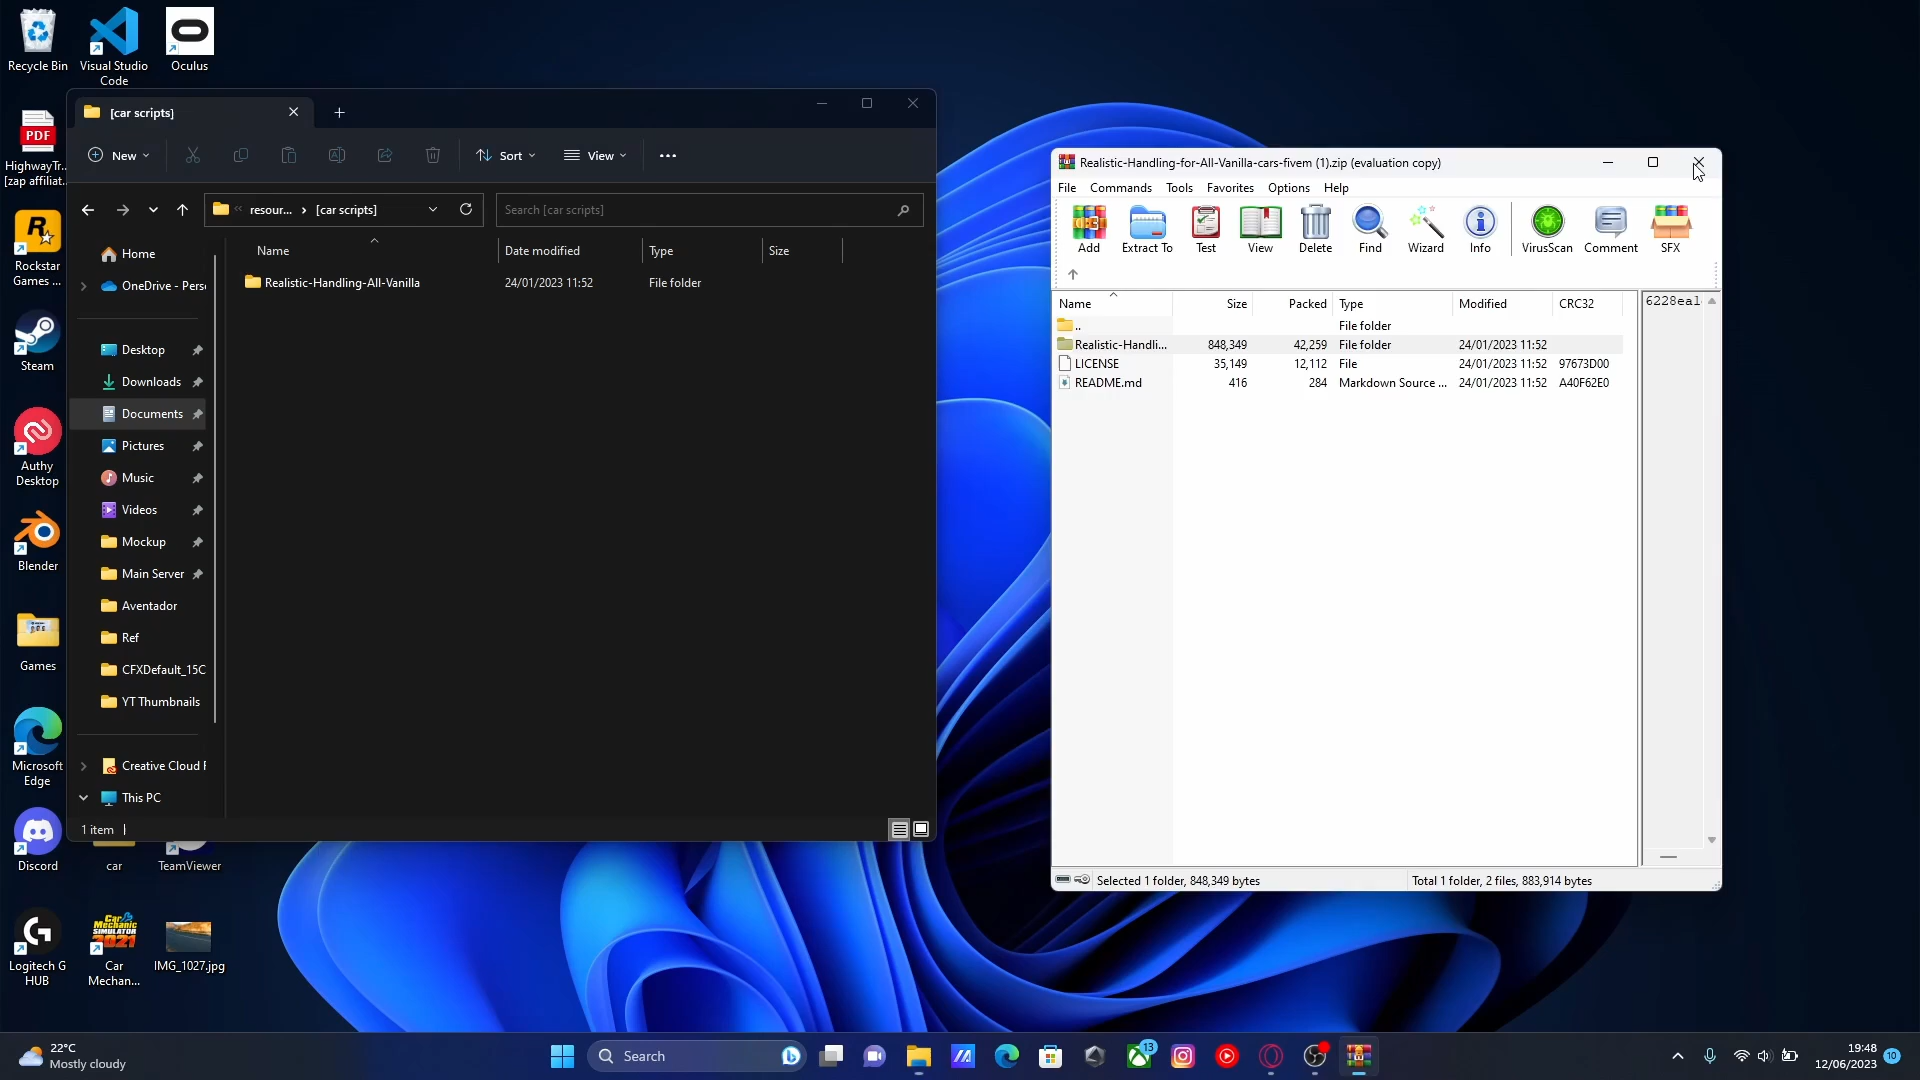 Recycle Bin
Visual Studio
Code
Oculus
PDF
HighwayTr...
[zap affiliat...
Rockstar
Games ...
Steam
Authy
Desktop
Blender
Games
Microsoft
Edge
Discord
car
TeamViewer
Logitech G
HUB
Car
Mechan...
IMG_1027.jpg
[car scripts]
New
Sort
View
resour... > [car scripts]
Search [car scripts]
Home
OneDrive - Pers
Desktop
Downloads
Documents
Pictures
Music
Videos
Mockup
Main Server
Aventador
Ref
CFXDefault_15C
YT Thumbnails
Creative Cloud F
This PC
Name Date modified Type Size
Realistic-Handling-All-Vanilla 24/01/2023 11:52 File folder
1 item
Realistic-Handling-for-All-Vanilla-cars-fivem (1).zip (evaluation copy)
File Commands Tools Favorites Options Help
Add Extract To Test View Delete Find Wizard Info VirusScan Comment SFX
Name Size Packed Type Modified CRC32
.. File folder
Realistic-Handli... 848,349 42,259 File folder 24/01/2023 11:52
LICENSE 35,149 12,112 File 24/01/2023 11:52 97673D00
README.md 416 284 Markdown Source ... 24/01/2023 11:52 A40F62E0
6228ea1
Selected 1 folder, 848,349 bytes
Total 1 folder, 2 files, 883,914 bytes
22°C
Mostly cloudy
Search
13
19:48
12/06/2023
10